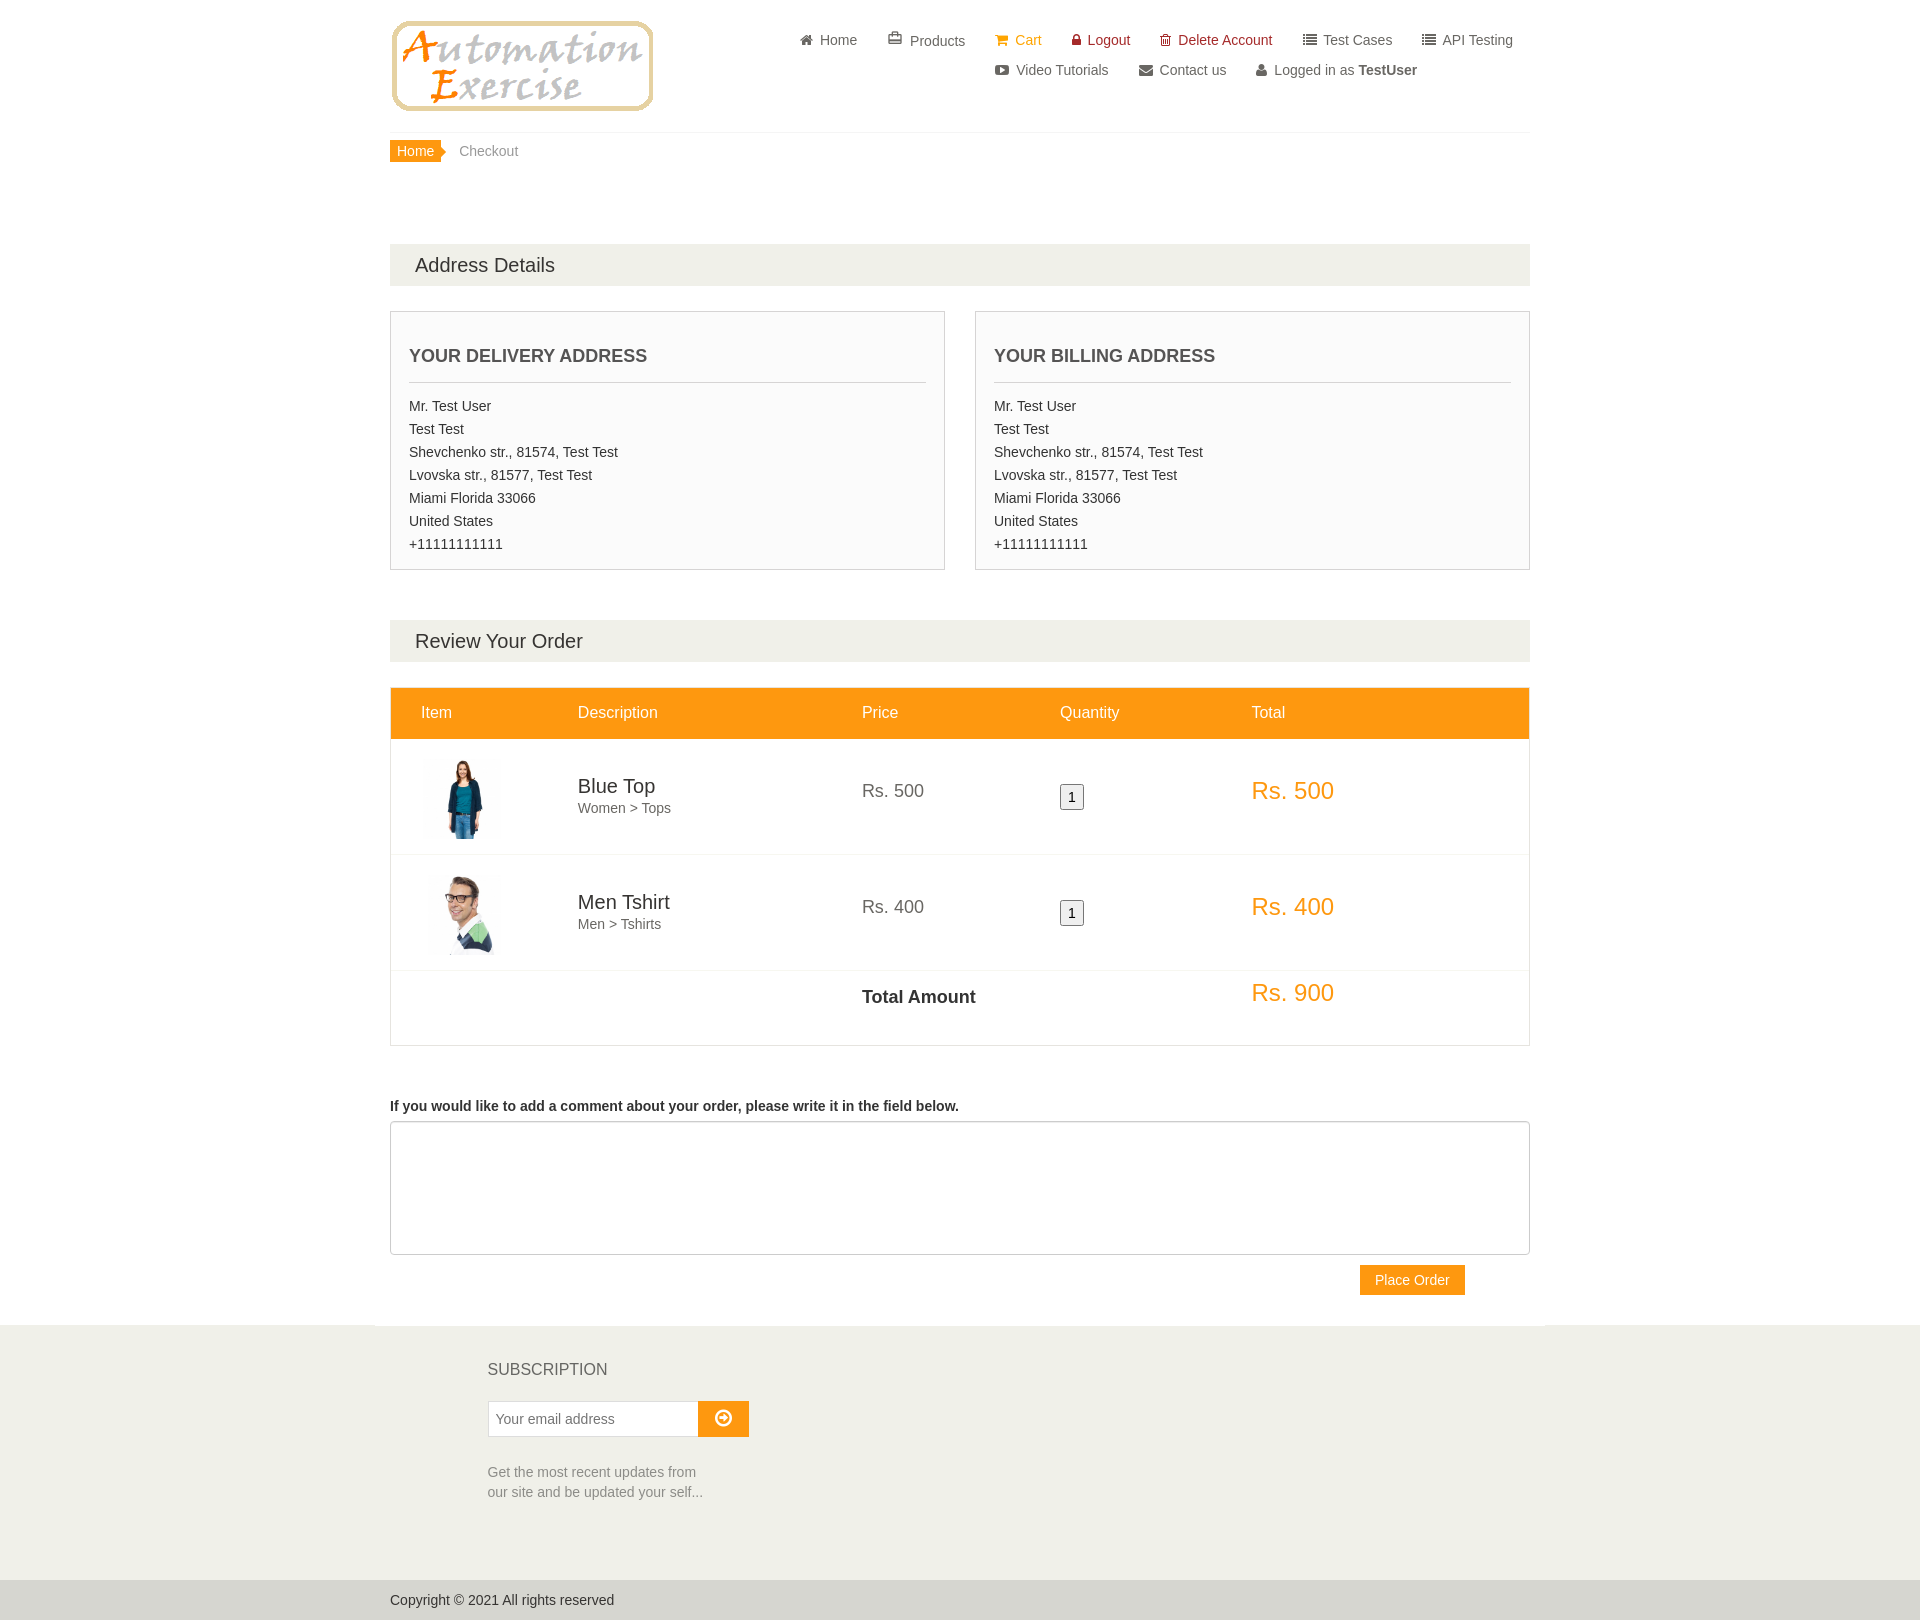 Automation
Exercise
Home
Products
Cart
Logout
Delete Account
Test Cases
API Testing
Video Tutorials
Contact us
Logged in as TestUser
Home
Checkout
Address Details
YOUR DELIVERY ADDRESS
Mr. Test User
Test Test
Shevchenko str., 81574, Test Test
Lvovska str., 81577, Test Test
Miami Florida 33066
United States
+11111111111
YOUR BILLING ADDRESS
Mr. Test User
Test Test
Shevchenko str., 81574, Test Test
Lvovska str., 81577, Test Test
Miami Florida 33066
United States
+11111111111
Review Your Order
Item Description Price Quantity Total
Blue Top
Women > Tops
Rs. 500
1
Rs. 500
Men Tshirt
Men > Tshirts
Rs. 400
1
Rs. 400
Total Amount
Rs. 900
If you would like to add a comment about your order, please write it in the field below.
Place Order
SUBSCRIPTION
Your email address
Get the most recent updates from
our site and be updated your self...
Copyright © 2021 All rights reserved